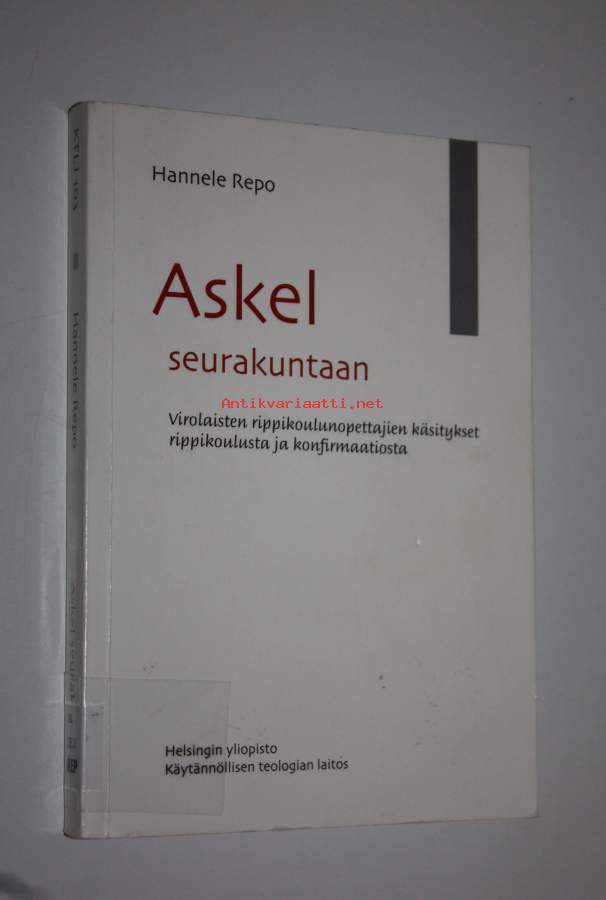 Hannele Repo
Askel
seurakuntaan
Antikvariaatti.net
Virolaisten rippikoulunopettajien käsitykset
rippikoulusta ja konfirmaatiosta
Helsingin yliopisto
Käytännöllisen teologian laitos
Hannele Repo
REP